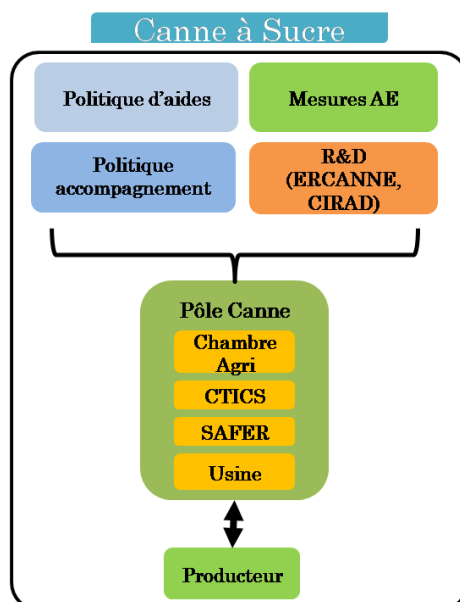 Canne à Sucre
Politique d'aides
Mesures AE
Politique
accompagnement
R&D
(ERCANNE,
CIRAD)
Pôle Canne
Chambre
Agri
CTICS
SAFER
Usine
Producteur